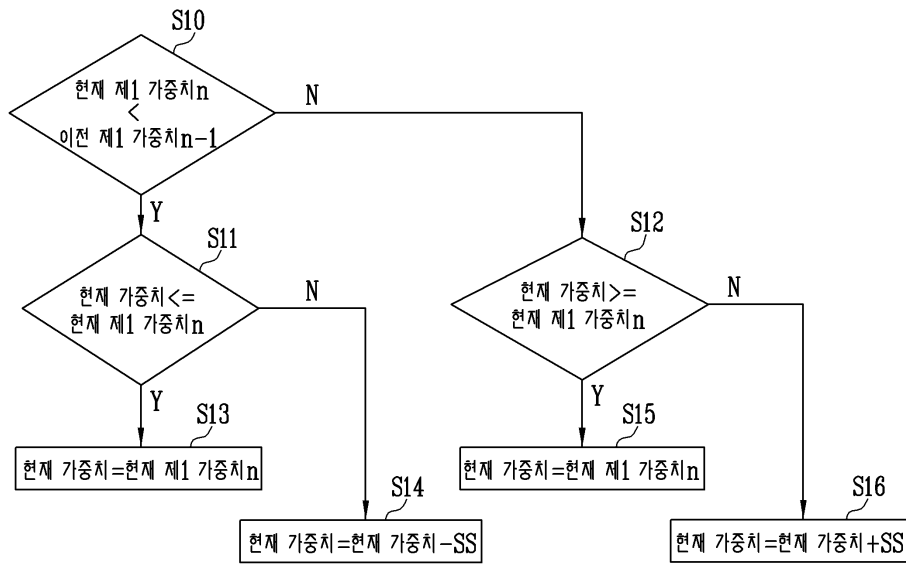 S10
현재 제1 가중치n
<
이전 제1 가중치n-1
N
Y
S11
현재 가중치<=
현재 제1 가중치n
N
Y
S12
현재 가중치>=
현재 제1 가중치n
N
Y
S13
현재 가중치=현재 제1 가중치n
S14
현재 가중치=현재 가중치-SS
S15
현재 가중치=현재 제1 가중치n
S16
현재 가중치=현재 가중치+SS